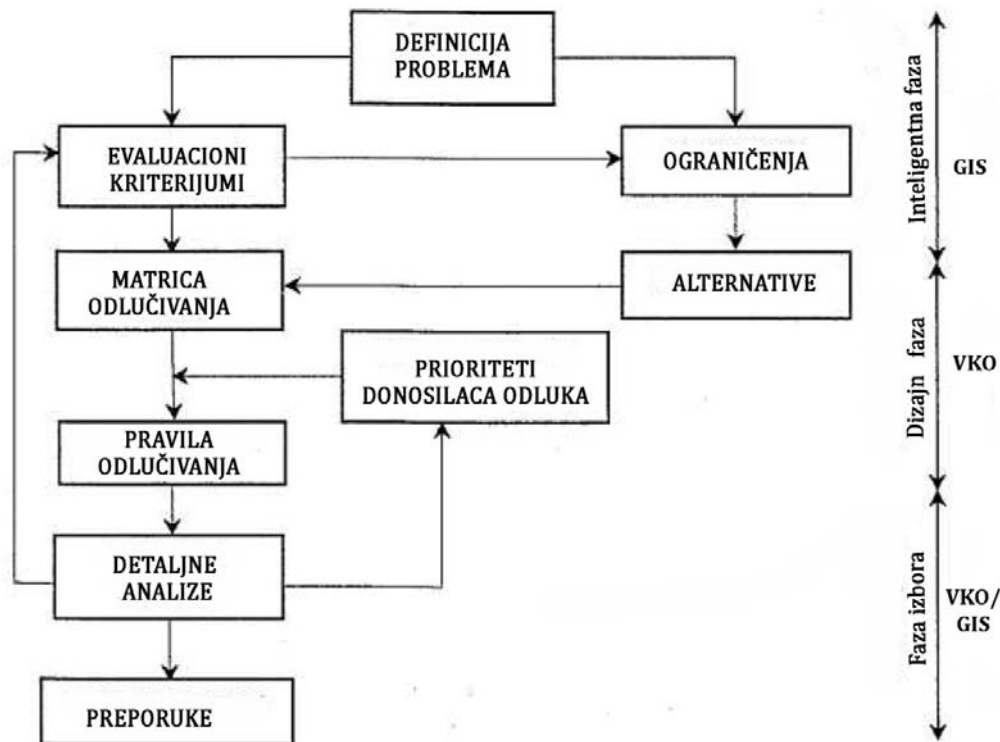 DEFINICIJA
PROBLEMA
EVALUACIONI
KRITERIJUMI
OGRANIČENJA
MATRICA
ODLUČIVANJA
ALTERNATIVE
PRIORITETI
DONOSILACA ODLUKA
PRAVILA
ODLUČIVANJA
DETALJNE
ANALIZE
PREPORUKE
Inteligentna faza
GIS
Dizajn faza
VKO
Faza izbora
VKO/
GIS